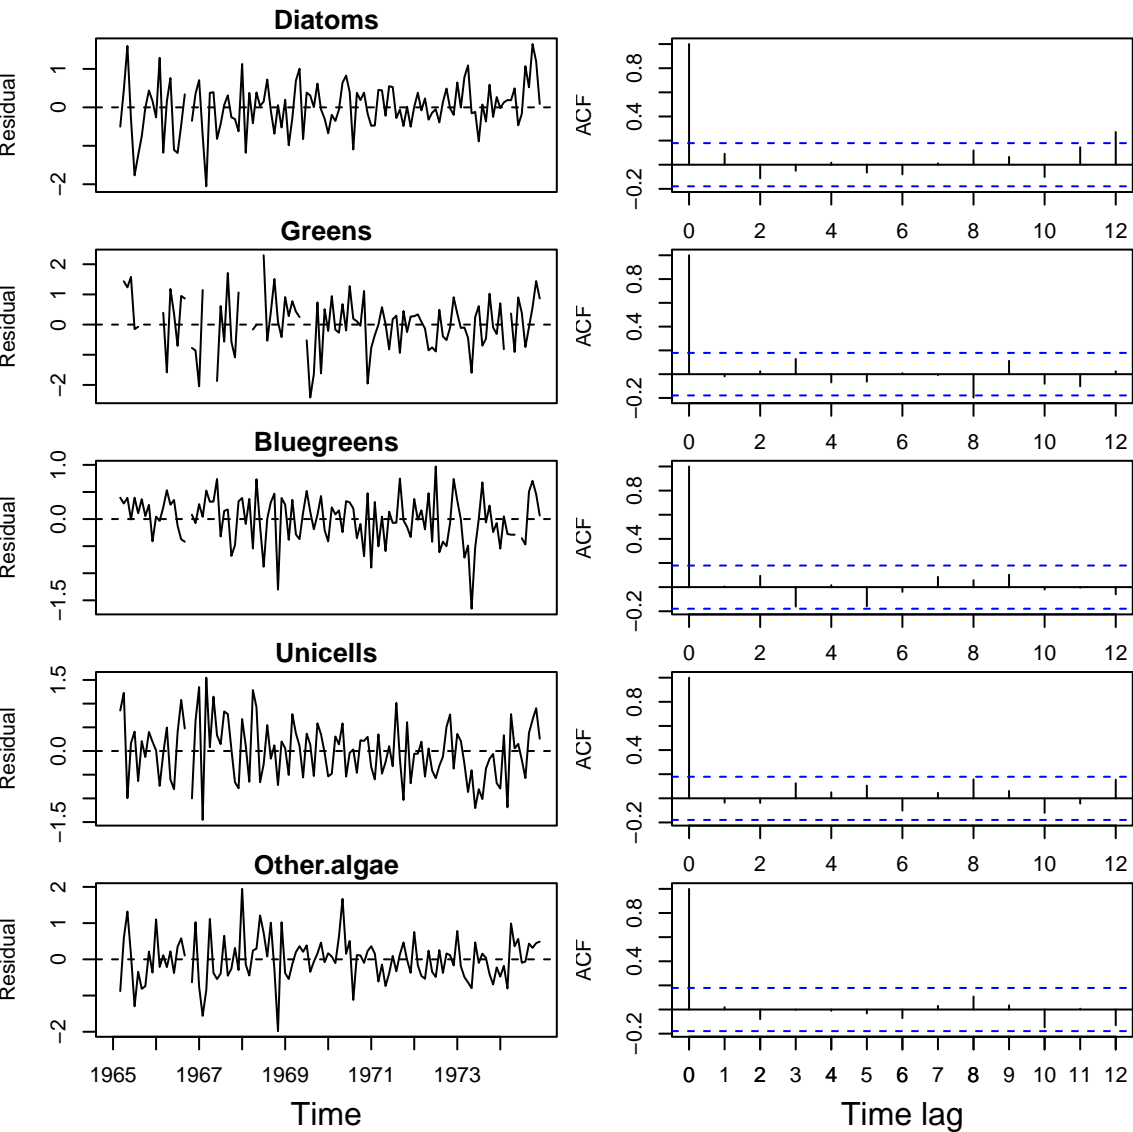 Diatoms
Residual
1
0
−2
ACF
0.8
0.4
−0.2
0 2 4 6 8 10 12
Greens
Residual
2
1
0
−2
ACF
0.8
0.4
−0.2
0 2 4 6 8 10 12
Bluegreens
Residual
1.0
0.0
−1.5
ACF
0.8
0.4
−0.2
0 2 4 6 8 10 12
Unicells
Residual
1.5
0.0
−1.5
ACF
0.8
0.4
−0.2
0 2 4 6 8 10 12
Other.algae
Residual
2
1
0
−2
ACF
0.8
0.4
−0.2
1965 1967 1969 1971 1973
0 1 2 3 4 5 6 7 8 9 10 11 12
Time
Time lag